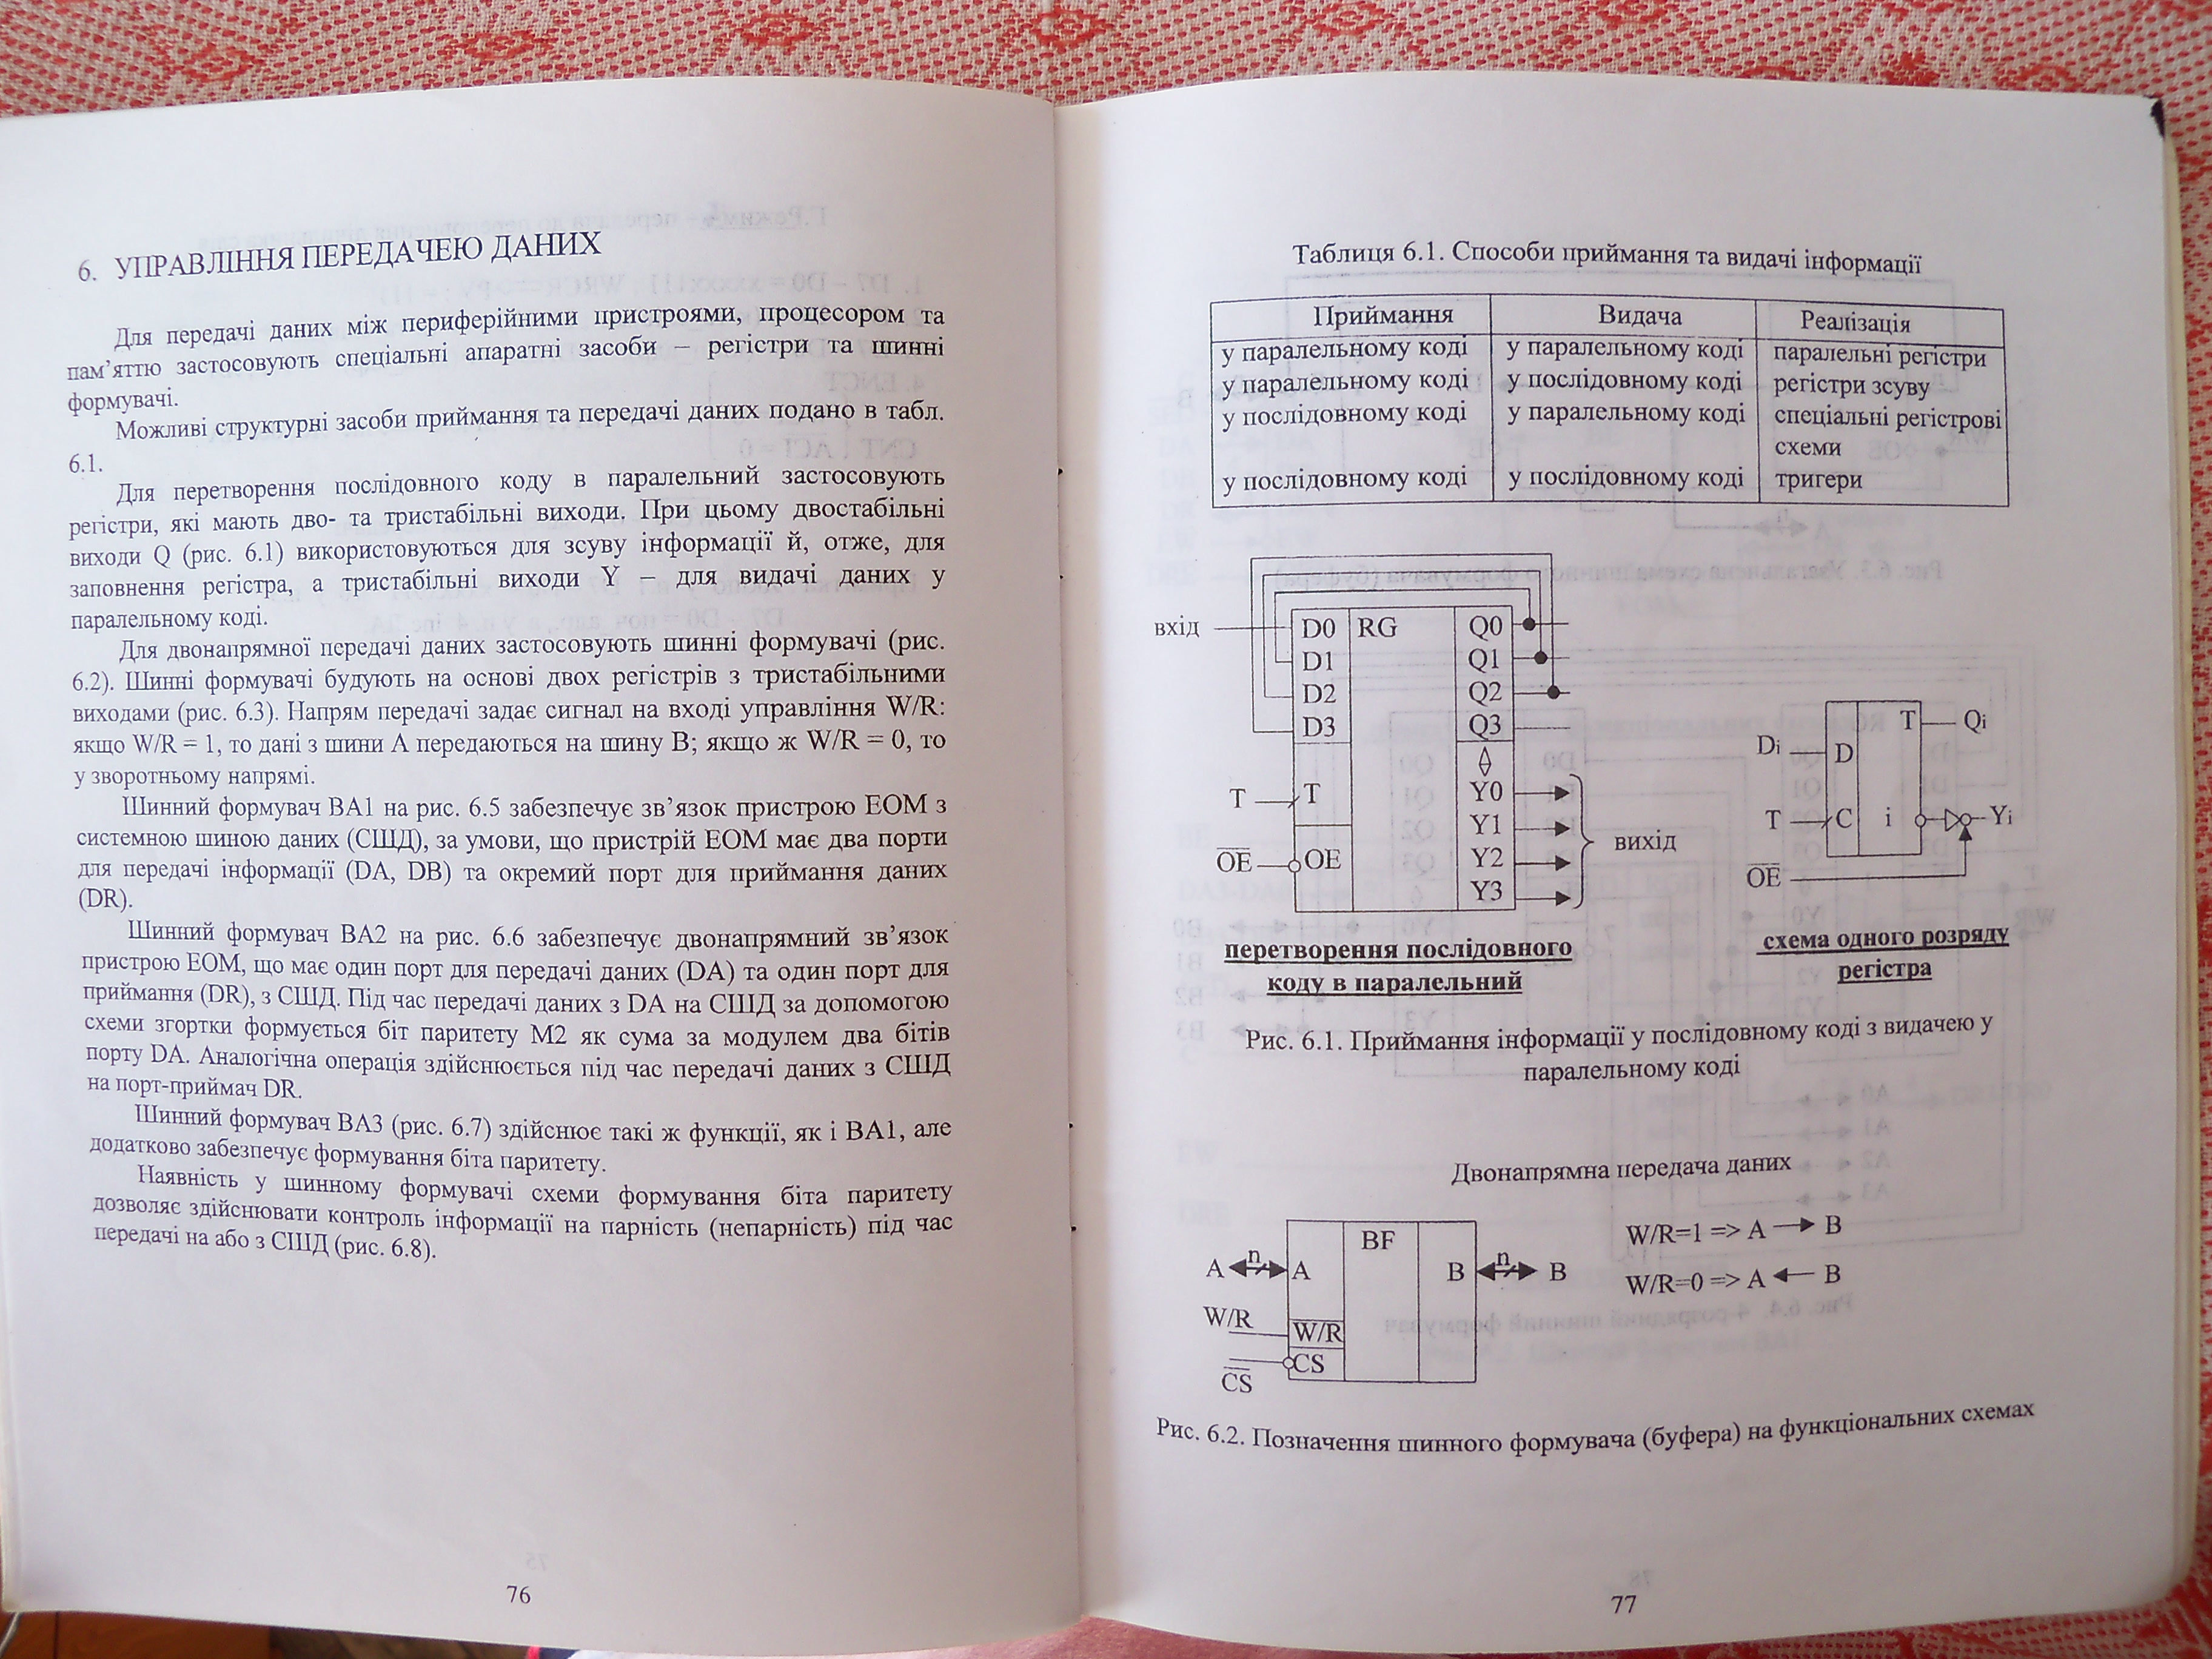 6. УПРАВЛІННЯ ПЕРЕДАЧЕЮ ДАНИХ
Для передачі даних між периферійними пристроями, процесором та
пам’яттю застосовують спеціальні апаратні засоби – регістри та шинні
формувачі.
Можливі структурні засоби приймання та передачі даних подано в табл.
6.1.
Для перетворення послідовного коду в паралельний застосовують
регістри, які мають дво- та тристабільні виходи. При цьому двостабільні
виходи Q (рис. 6.1) використовуються для зсуву інформації й, отже, для
заповнення регістра, а тристабільні виходи Y – для видачі даних у
паралельному коді.
Для двонапрямної передачі даних застосовують шинні формувачі (рис.
6.2). Шинні формувачі будують на основі двох регістрів з тристабільними
виходами (рис. 6.3). Напрям передачі задає сигнал на вході управління W/R:
якщо W/R = 1, то дані з шини А передаються на шину В; якщо ж W/R = 0, то
у зворотньому напрямі.
Шинний формувач ВА1 на рис. 6.5 забезпечує зв’язок пристрою ЕОМ з
системною шиною даних (СШД), за умови, що пристрій ЕОМ має два порти
для передачі інформації (DA, DB) та окремий порт для приймання даних
(DR).
Шинний формувач ВА2 на рис. 6.6 забезпечує двонапрямний зв’язок
пристрою ЕОМ, що має один порт для передачі даних (DA) та один порт для
приймання (DR), з СШД. Під час передачі даних з DA на СШД за допомогою
схеми згортки формується біт паритету М2 як сума за модулем два бітів
порту DA. Аналогічна операція здійснюється під час передачі даних з СШД
на порт-приймач DR.
Шинний формувач ВА3 (рис. 6.7) здійснює такі ж функції, як і ВА1, але
додатково забезпечує формування біта паритету.
Наявність у шинному формувачі схеми формування біта паритету
дозволяє здійснювати контроль інформації на парність (непарність) під час
передачі на або з СШД (рис. 6.8).
76
Таблиця 6.1. Способи приймання та видачі інформації
Приймання Видача Реалізація
у паралельному коді у паралельному коді паралельні регістри
у паралельному коді у послідовному коді регістри зсуву
у послідовному коді у паралельному коді спеціальні регістрові
схеми
у послідовному коді у послідовному коді тригери
вхід D0 RG Q0
D1 Q1
D2 Q2
D3 Q3
T T Y0
Y1
OE OE Y2
Y3
вихід
T Qi
Di D
T C i Yi
OE
перетворення послідовного
коду в паралельний
схема одного розряду
регістра
Рис. 6.1. Приймання інформації у послідовному коді з видачею у
паралельному коді
Двонапрямна передача даних
BF
A n A B n B
W/R W/R
CS CS
W/R=1 => A → B
W/R=0 => A ← B
Рис. 6.2. Позначення шинного формувача (буфера) на функціональних схемах
77